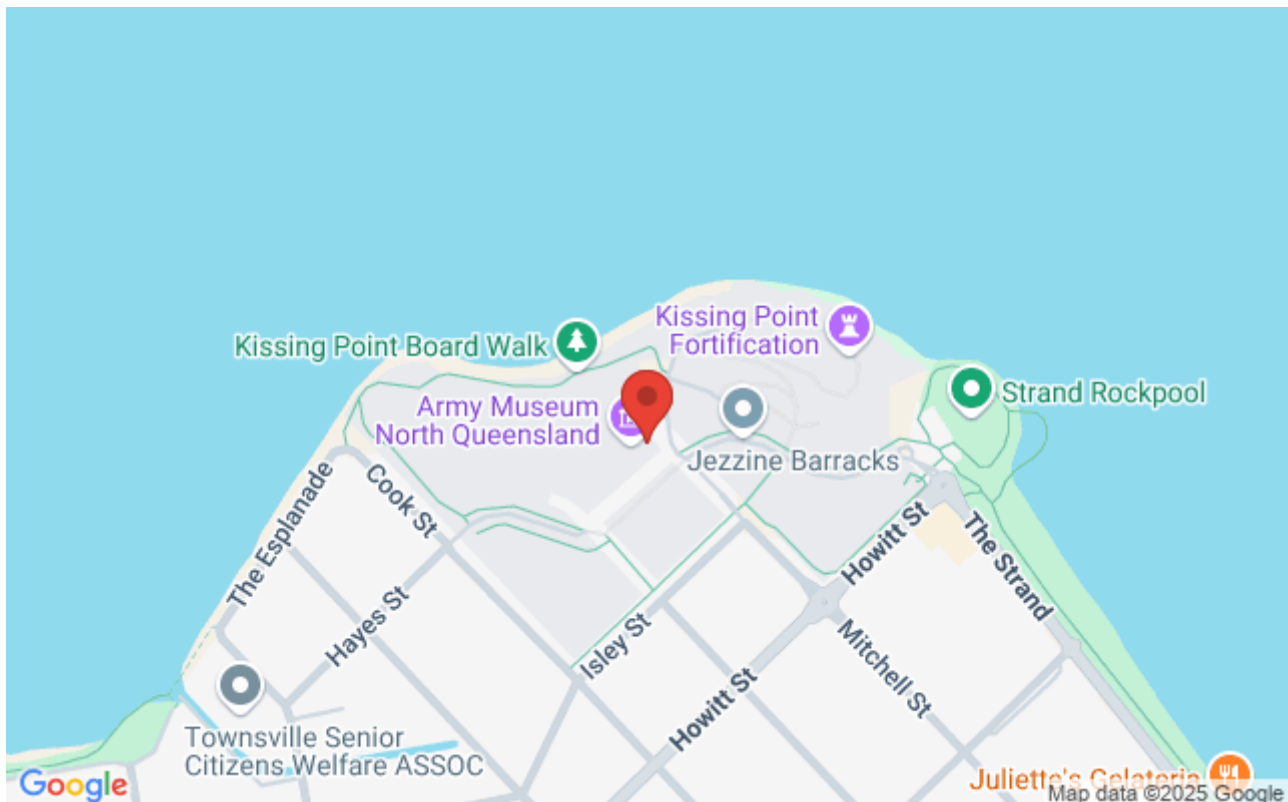 Kissing Point Board Walk
Kissing Point
Fortification
Strand Rockpool
Army Museum
North Queensland
Jezzine Barracks
The Esplanade
Cook St
Howitt St
The Strand
Hayes St
Isley St
Mitchell St
Howitt St
Townsville Senior
Citizens Welfare ASSOC
Juliette's Gelateria
Google
Map data ©2025 Google